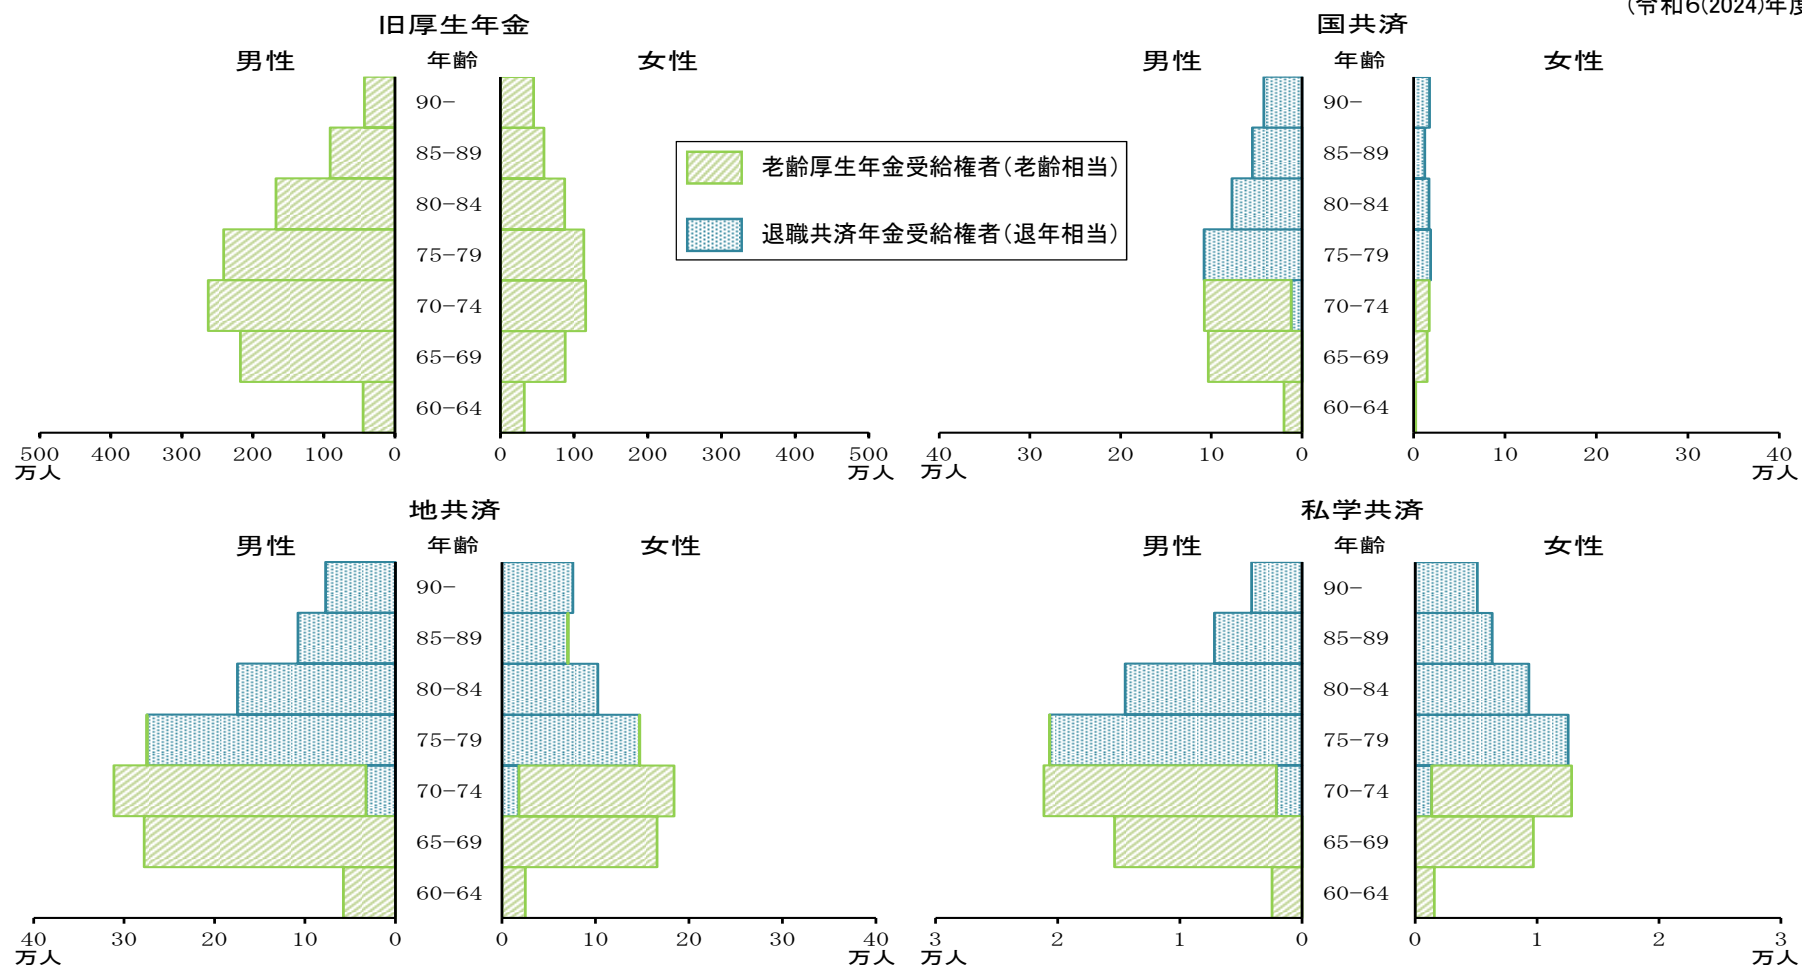 (令和6(2024)年度
旧厚生年金
男性 年齢 女性
90-
85-89
80-84
75-79
70-74
65-69
60-64
500 400 300 200 100 0 0 100 200 300 400 500
万人 万人
老齢厚生年金受給権者(老齢相当)
退職共済年金受給権者(退年相当)
国共済
男性 年齢 女性
90-
85-89
80-84
75-79
70-74
65-69
60-64
40 30 20 10 0 0 10 20 30 40
万人 万人
地共済
男性 年齢 女性
90-
85-89
80-84
75-79
70-74
65-69
60-64
40 30 20 10 0 0 10 20 30 40
万人 万人
私学共済
男性 年齢 女性
90-
85-89
80-84
75-79
70-74
65-69
60-64
3 2 1 0 0 1 2 3
万人 万人